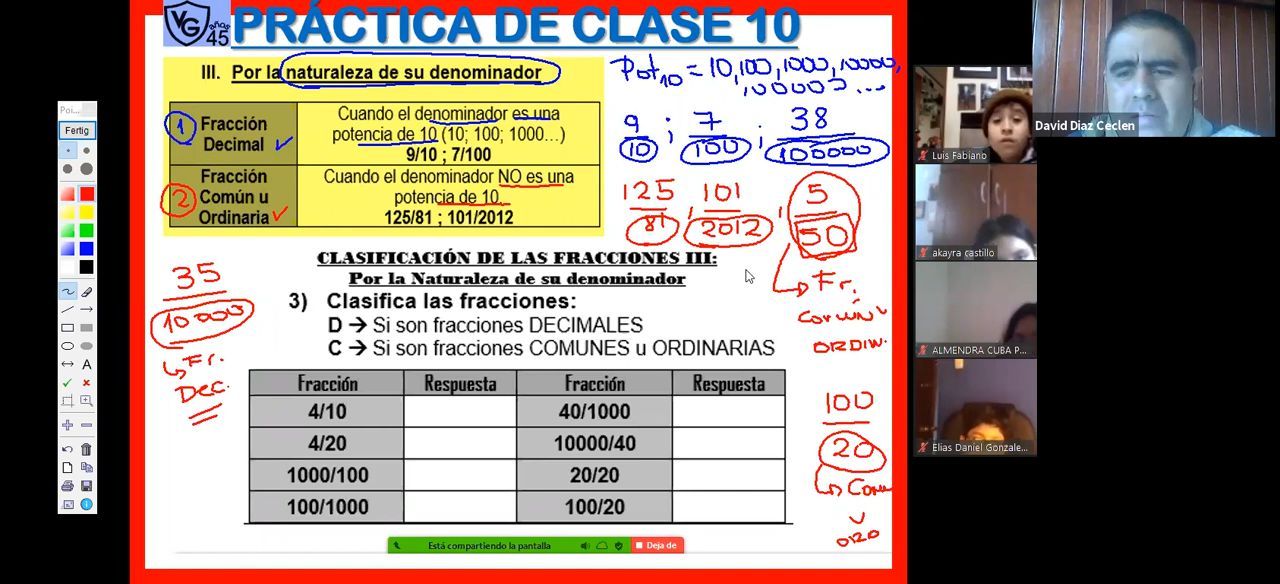 VG
años
45
PRÁCTICA DE CLASE 10
III. Por la naturaleza de su denominador
1
Fracción
Decimal
Cuando el denominador es una
potencia de 10 (10; 100; 1000...)
9/10 ; 7/100
2
Fracción
Común u
Ordinaria
Cuando el denominador NO es una
potencia de 10.
125/81 ; 101/2012
Pot10 = 10, 100, 1000, 10000,
100000 ...
9/10 ; 7/100 ; 38/100000
125/81 , 101/2012 , 5/50
Fr.
COMÚN U
ORDIN.
35/10000
Fr.
Dec.
CLASIFICACIÓN DE LAS FRACCIONES III:
Por la Naturaleza de su denominador
3) Clasifica las fracciones:
D → Si son fracciones DECIMALES
C → Si son fracciones COMUNES u ORDINARIAS
Fracción Respuesta Fracción Respuesta
4/10 40/1000
4/20 10000/40
1000/100 20/20
100/1000 100/20
100/20
Fertig
A
Está compartiendo la pantalla
Deja de
David Diaz Ceclen
Luis Fabiano
akayra castillo
ALMENDRA CUBA P...
Elias Daniel Gonzale...